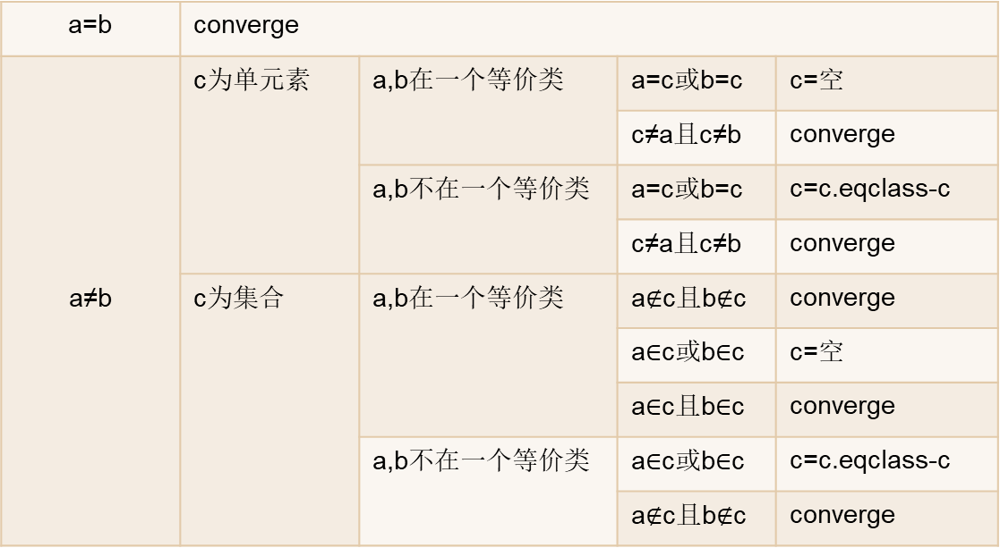 a=b converge
c为单元素 a,b在一个等价类 a=c或b=c c=空
c≠a且c≠b converge
a,b不在一个等价类 a=c或b=c c=c.eqclass-c
c≠a且c≠b converge
a≠b c为集合 a,b在一个等价类 a∉c且b∉c converge
a∈c或b∈c c=空
a∈c且b∈c converge
a,b不在一个等价类 a∈c或b∈c c=c.eqclass-c
a∉c且b∉c converge